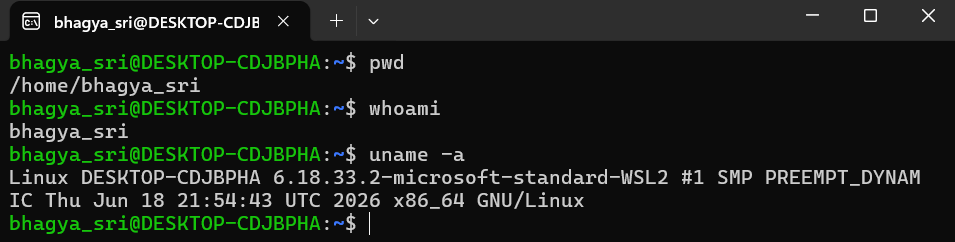 bhagya_sri@DESKTOP-CDJB
bhagya_sri@DESKTOP-CDJBPHA:~$ pwd
/home/bhagya_sri
bhagya_sri@DESKTOP-CDJBPHA:~$ whoami
bhagya_sri
bhagya_sri@DESKTOP-CDJBPHA:~$ uname -a
Linux DESKTOP-CDJBPHA 6.18.33.2-microsoft-standard-WSL2 #1 SMP PREEMPT_DYNAM
IC Thu Jun 18 21:54:43 UTC 2026 x86_64 GNU/Linux
bhagya_sri@DESKTOP-CDJBPHA:~$